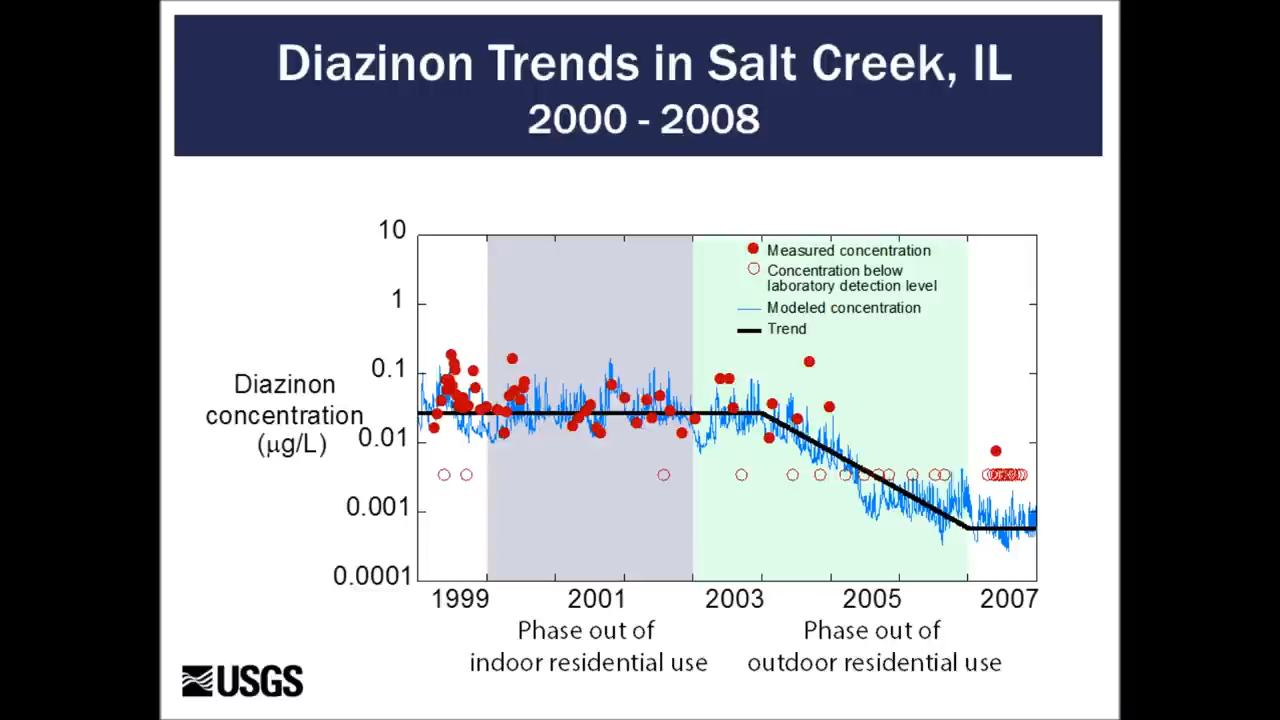 Diazinon Trends in Salt Creek, IL
2000 - 2008
10
1
0.1
0.01
0.001
0.0001
Diazinon
concentration
(µg/L)
Measured concentration
Concentration below
laboratory detection level
Modeled concentration
Trend
1999 2001 2003 2005 2007
Phase out of
indoor residential use
Phase out of
outdoor residential use
USGS